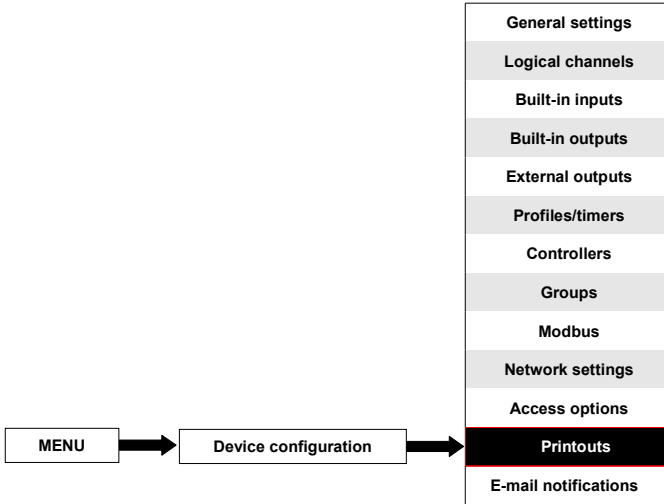 General settings
Logical channels
Built-in inputs
Built-in outputs
External outputs
Profiles/timers
Controllers
Groups
Modbus
Network settings
Access options
MENU
Device configuration
Printouts
E-mail notifications